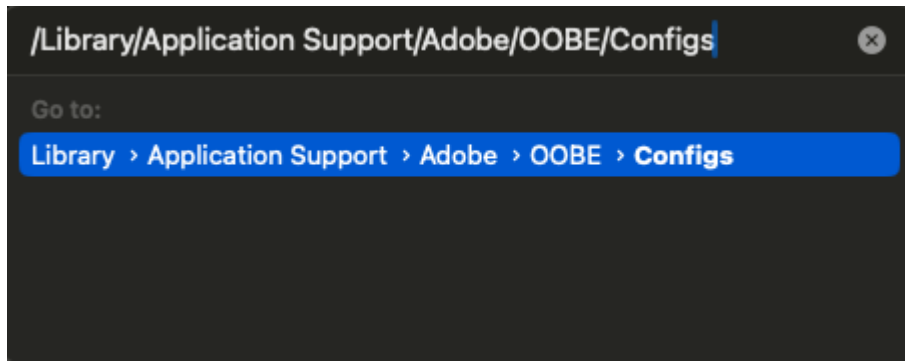 /Library/Application Support/Adobe/OOBE/Configs
Go to:
Library › Application Support › Adobe › OOBE › Configs